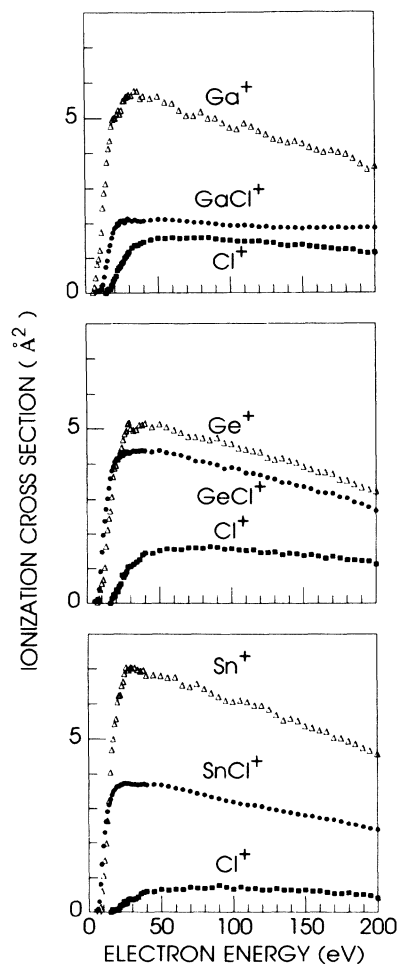 Ga+
5
GaCl+
Cl+
0
IONIZATION CROSS SECTION ( Å2 )
Ge+
5
GeCl+
Cl+
0
Sn+
5
SnCl+
Cl+
0
0 50 100 150 200
ELECTRON ENERGY (eV)